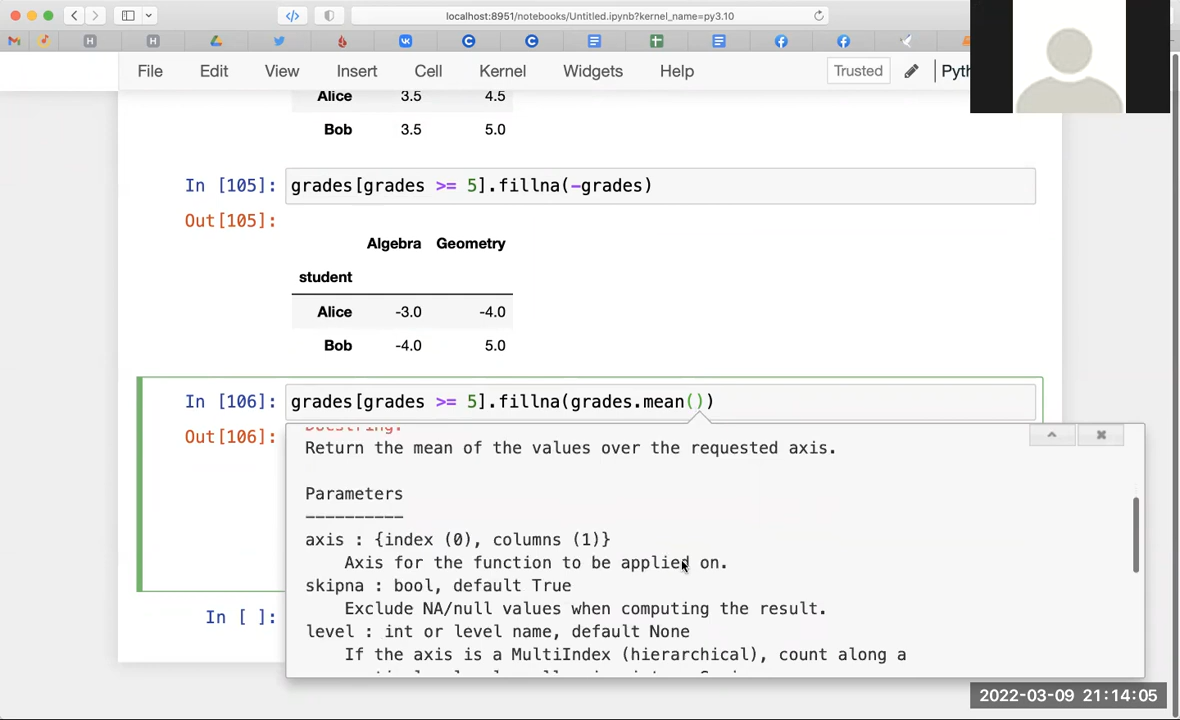 localhost:8951/notebooks/Untitled.ipynb?kernel_name=py3.10
File Edit View Insert Cell Kernel Widgets Help Trusted Pyth
Alice 3.5 4.5
Bob 3.5 5.0
In [105]: grades[grades >= 5].fillna(-grades)
Out[105]:
Algebra Geometry
student
Alice -3.0 -4.0
Bob -4.0 5.0
In [106]: grades[grades >= 5].fillna(grades.mean())
Out[106]:
Docstring:
Return the mean of the values over the requested axis.
Parameters
----------
axis : {index (0), columns (1)}
Axis for the function to be applied on.
skipna : bool, default True
Exclude NA/null values when computing the result.
level : int or level name, default None
If the axis is a MultiIndex (hierarchical), count along a
In [ ]:
2022-03-09 21:14:05